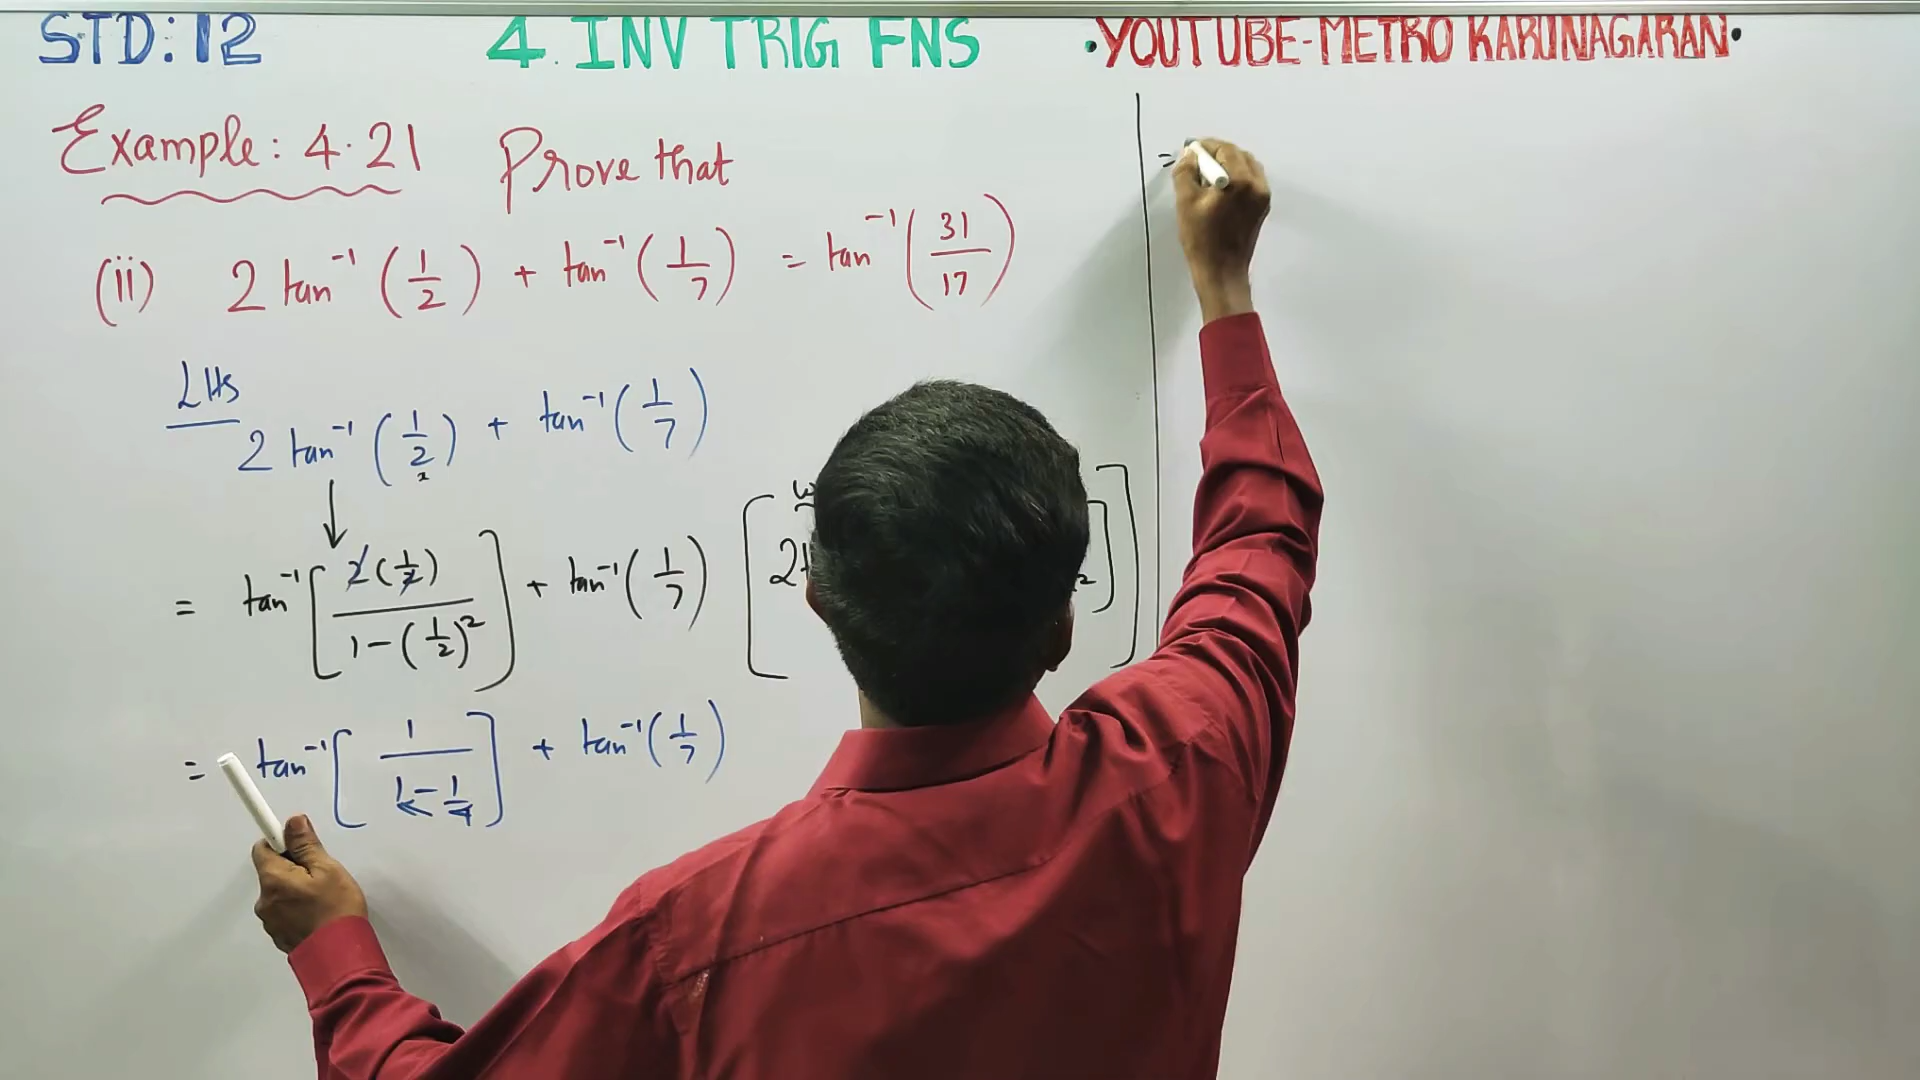 STD: 12 4. INV TRIG FNS •YOUTUBE-METRO KARUNAGARAN•
Example: 4.21 Prove that
(ii) 2 tan⁻¹ (1/2) + tan⁻¹ (1/7) = tan⁻¹ (31/17)
LHS
2 tan⁻¹ (1/2) + tan⁻¹ (1/7)
x
= tan⁻¹ [2(1/2) / 1-(1/2)²] + tan⁻¹ (1/7)
= tan⁻¹ [1 / 1-1/4] + tan⁻¹ (1/7)
=